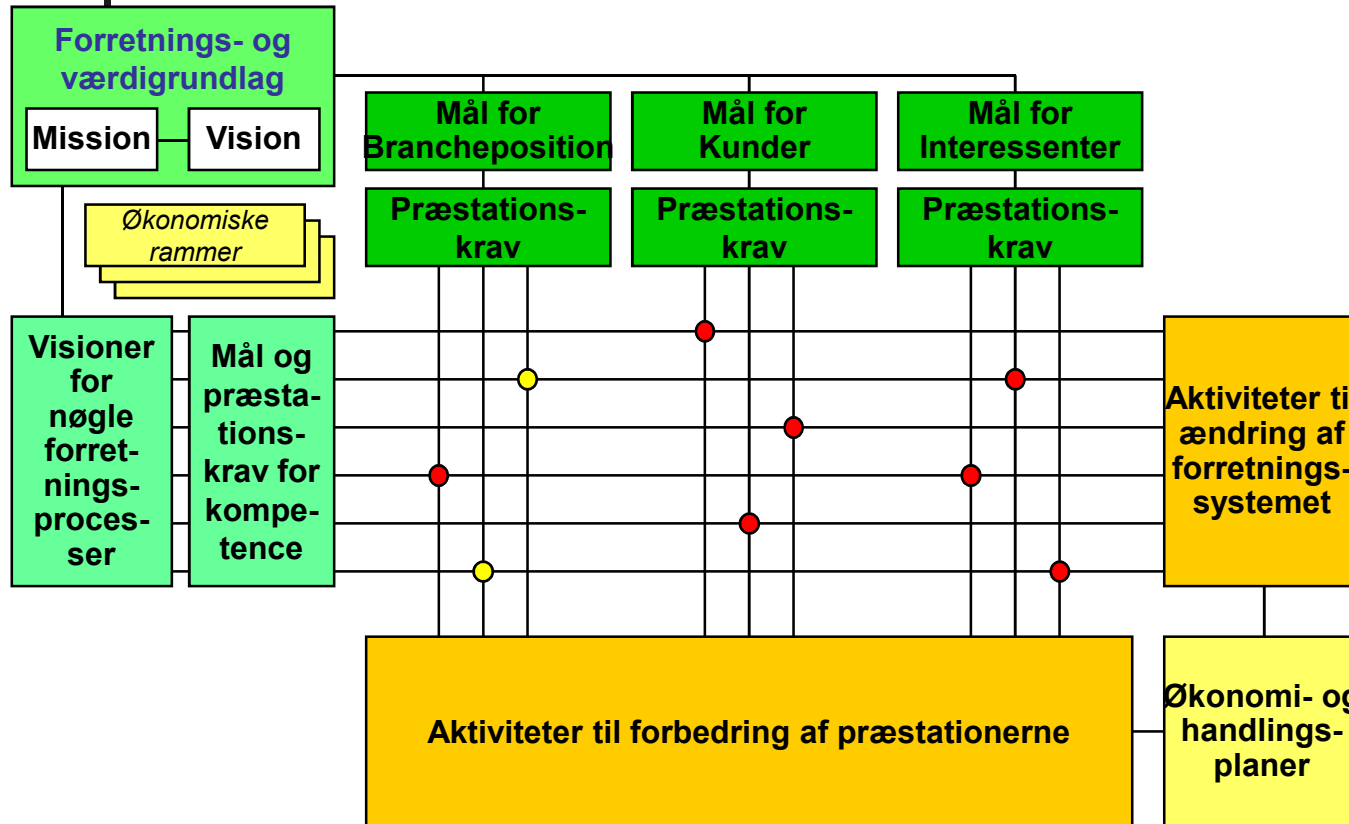 Forretnings- og
værdigrundlag
Mission
Vision
Mål for
Brancheposition
Mål for
Kunder
Mål for
Interessenter
Økonomiske
rammer
Præstations-
krav
Præstations-
krav
Præstations-
krav
Visioner
for
nøgle
forret-
nings-
proces-
ser
Mål og
præsta-
tions-
krav for
kompe-
tence
Aktiviteter ti
ændring af
forretnings-
systemet
Aktiviteter til forbedring af præstationerne
Økonomi- og
handlings-
planer